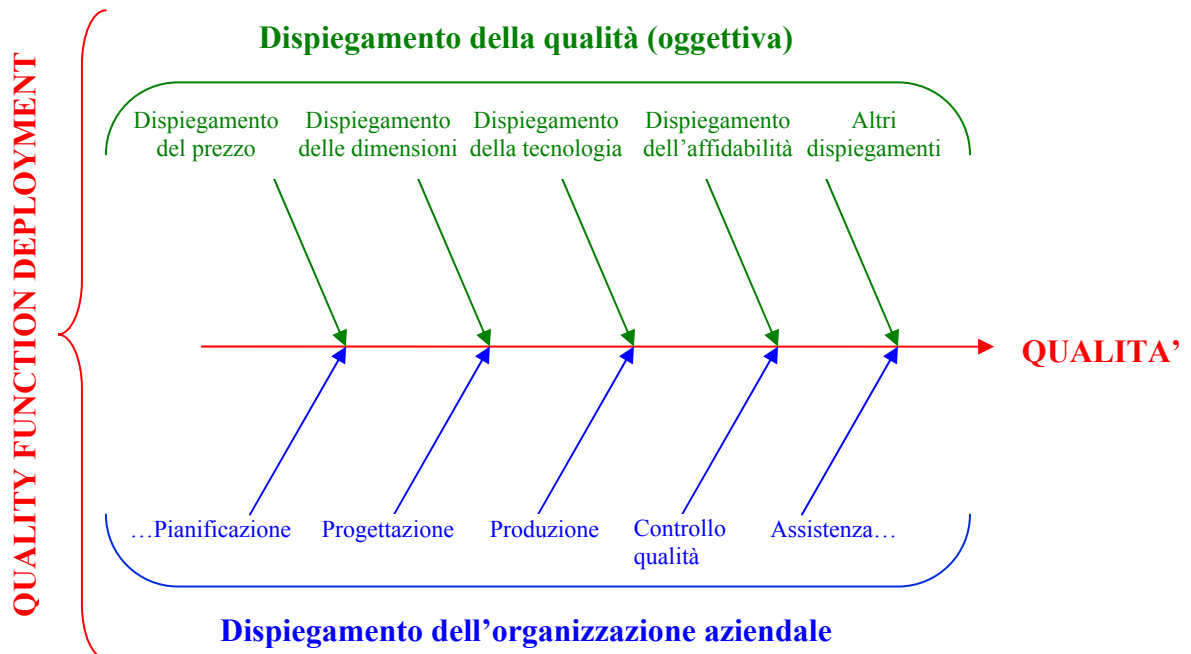 QUALITY FUNCTION DEPLOYMENT
Dispiegamento della qualità (oggettiva)
Dispiegamento
del prezzo
Dispiegamento
delle dimensioni
Dispiegamento
della tecnologia
Dispiegamento
dell’affidabilità
Altri
dispiegamenti
QUALITA’
…Pianificazione
Progettazione
Produzione
Controllo
qualità
Assistenza…
Dispiegamento dell’organizzazione aziendale